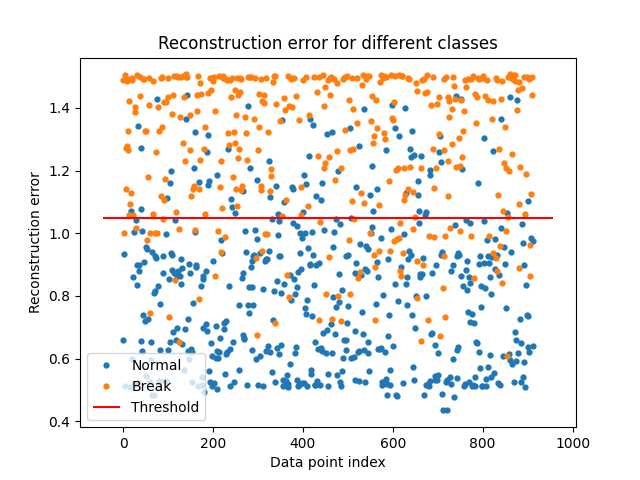 Reconstruction error for different classes
Reconstruction error
1.4
1.2
1.0
0.8
0.6
0.4
Normal
Break
Threshold
0
200
400
600
800
1000
Data point index